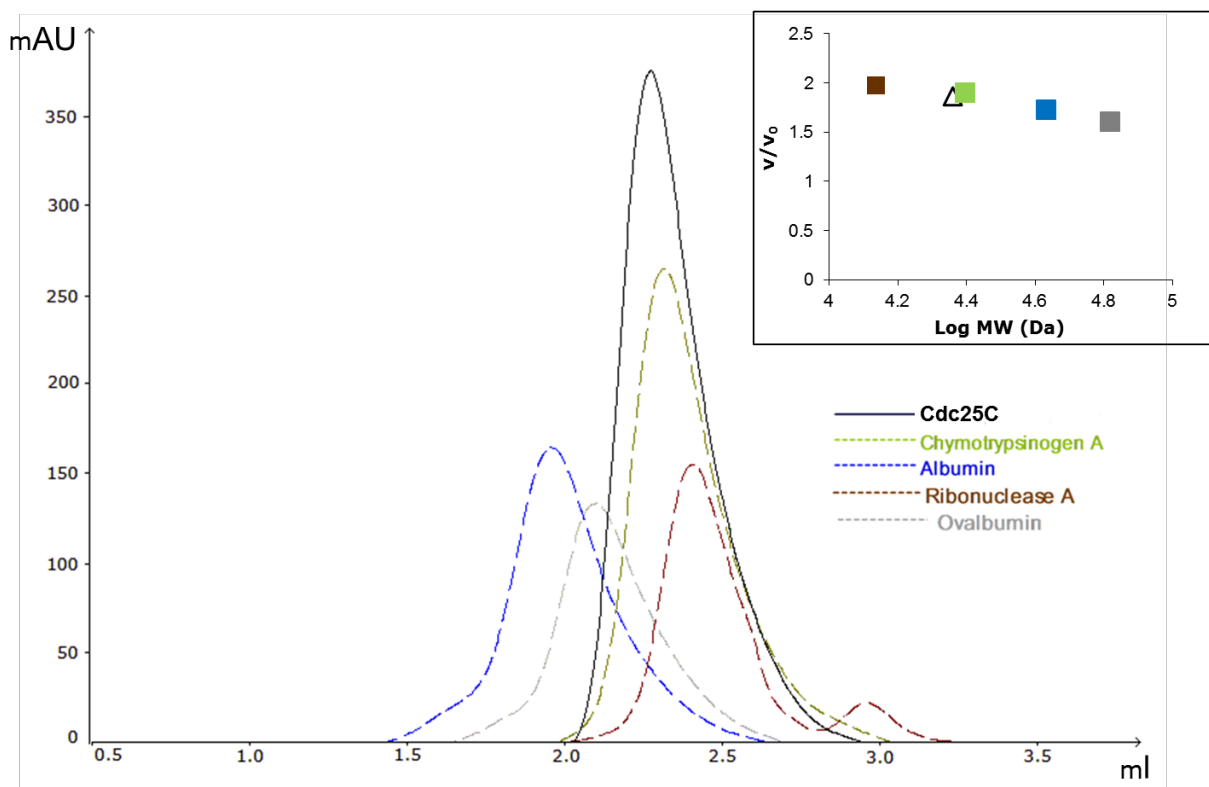 mAU
350
300
250
200
150
100
50
0
0.5 1.0 1.5 2.0 2.5 3.0 3.5
ml
2.5
2
1.5
1
0.5
0
v/v₀
4 4.2 4.4 4.6 4.8 5
Log MW (Da)
Cdc25C
Chymotrypsinogen A
Albumin
Ribonuclease A
Ovalbumin